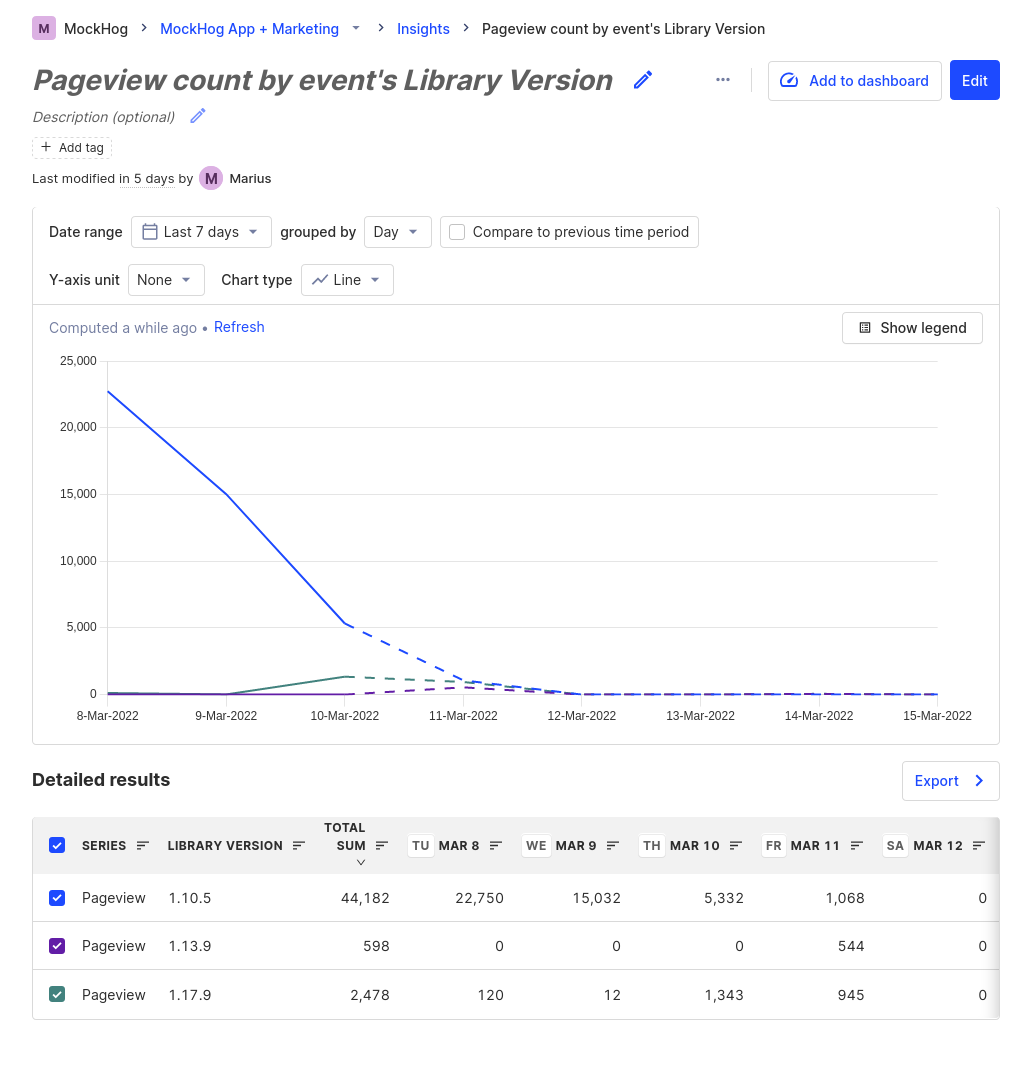 M MockHog MockHog App + Marketing Insights Pageview count by event's Library Version
Pageview count by event's Library Version
Add to dashboard
Edit
Description (optional)
+ Add tag
Last modified in 5 days by M Marius
Date range Last 7 days grouped by Day Compare to previous time period
Y-axis unit None Chart type Line
Computed a while ago • Refresh
Show legend
25,000
20,000
15,000
10,000
5,000
0
8-Mar-2022 9-Mar-2022 10-Mar-2022 11-Mar-2022 12-Mar-2022 13-Mar-2022 14-Mar-2022 15-Mar-2022
Detailed results
Export
SERIES LIBRARY VERSION TOTAL SUM TU MAR 8 WE MAR 9 TH MAR 10 FR MAR 11 SA MAR 12
Pageview 1.10.5 44,182 22,750 15,032 5,332 1,068 0
Pageview 1.13.9 598 0 0 0 544 0
Pageview 1.17.9 2,478 120 12 1,343 945 0